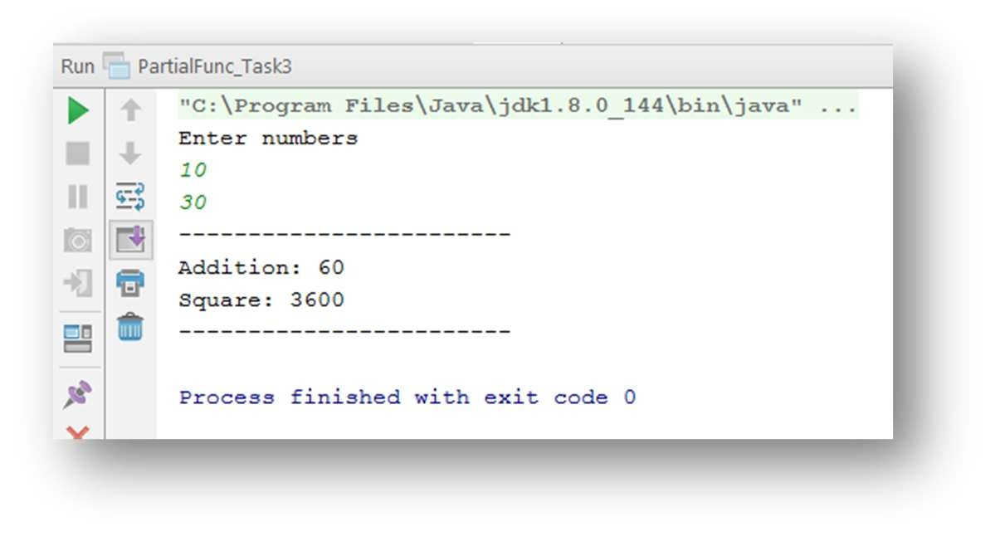 Run PartialFunc_Task3
"C:\Program Files\Java\jdk1.8.0_144\bin\java" ...
Enter numbers
10
30
------------------------
Addition: 60
Square: 3600
------------------------
Process finished with exit code 0